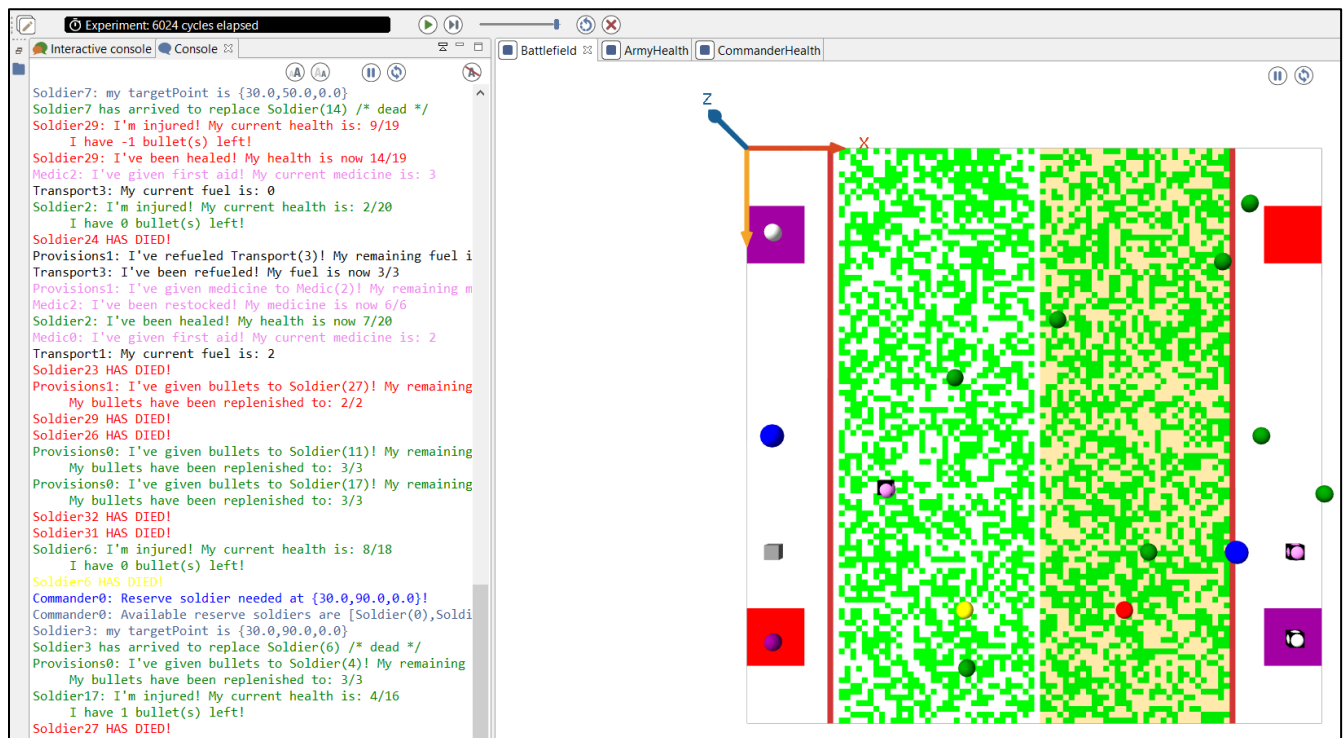 Experiment: 6024 cycles elapsed
Interactive console
Console
Battlefield
ArmyHealth
CommanderHealth
Soldier7: my targetPoint is {30.0,50.0,0.0}
Soldier7 has arrived to replace Soldier(14) /* dead */
Soldier29: I'm injured! My current health is: 9/19
I have -1 bullet(s) left!
Soldier29: I've been healed! My health is now 14/19
Medic2: I've given first aid! My current medicine is: 3
Transport3: My current fuel is: 0
Soldier2: I'm injured! My current health is: 2/20
I have 0 bullet(s) left!
Soldier24 HAS DIED!
Provisions1: I've refueled Transport(3)! My remaining fuel i
Transport3: I've been refueled! My fuel is now 3/3
Provisions1: I've given medicine to Medic(2)! My remaining m
Medic2: I've been restocked! My medicine is now 6/6
Soldier2: I've been healed! My health is now 7/20
Medic0: I've given first aid! My current medicine is: 2
Transport1: My current fuel is: 2
Soldier23 HAS DIED!
Provisions1: I've given bullets to Soldier(27)! My remaining
My bullets have been replenished to: 2/2
Soldier29 HAS DIED!
Soldier26 HAS DIED!
Provisions0: I've given bullets to Soldier(11)! My remaining
My bullets have been replenished to: 3/3
Provisions0: I've given bullets to Soldier(17)! My remaining
My bullets have been replenished to: 3/3
Soldier32 HAS DIED!
Soldier31 HAS DIED!
Soldier6: I'm injured! My current health is: 8/18
I have 0 bullet(s) left!
Soldier6 HAS DIED!
Commander0: Reserve soldier needed at {30.0,90.0,0.0}!
Commander0: Available reserve soldiers are [Soldier(0),Soldi
Soldier3: my targetPoint is {30.0,90.0,0.0}
Soldier3 has arrived to replace Soldier(6) /* dead */
Provisions0: I've given bullets to Soldier(4)! My remaining
My bullets have been replenished to: 3/3
Soldier17: I'm injured! My current health is: 4/16
I have 1 bullet(s) left!
Soldier27 HAS DIED!
Z
X